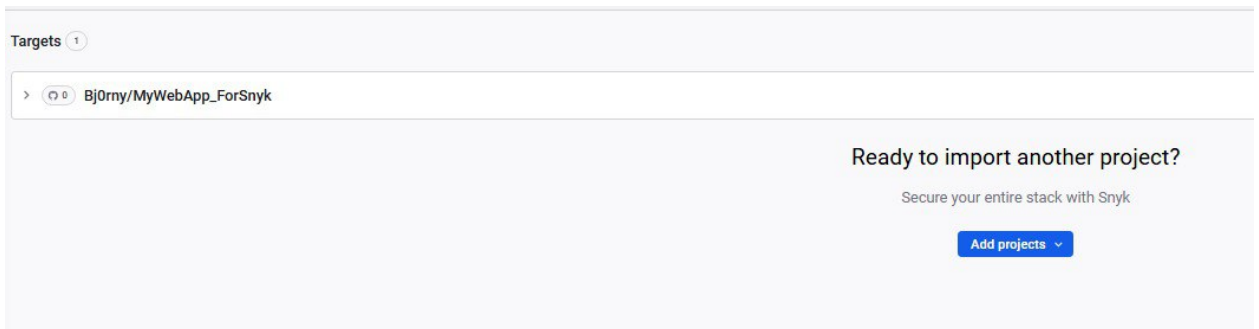 Targets 1
0 Bj0rny/MyWebApp_ForSnyk
Ready to import another project?
Secure your entire stack with Snyk
Add projects